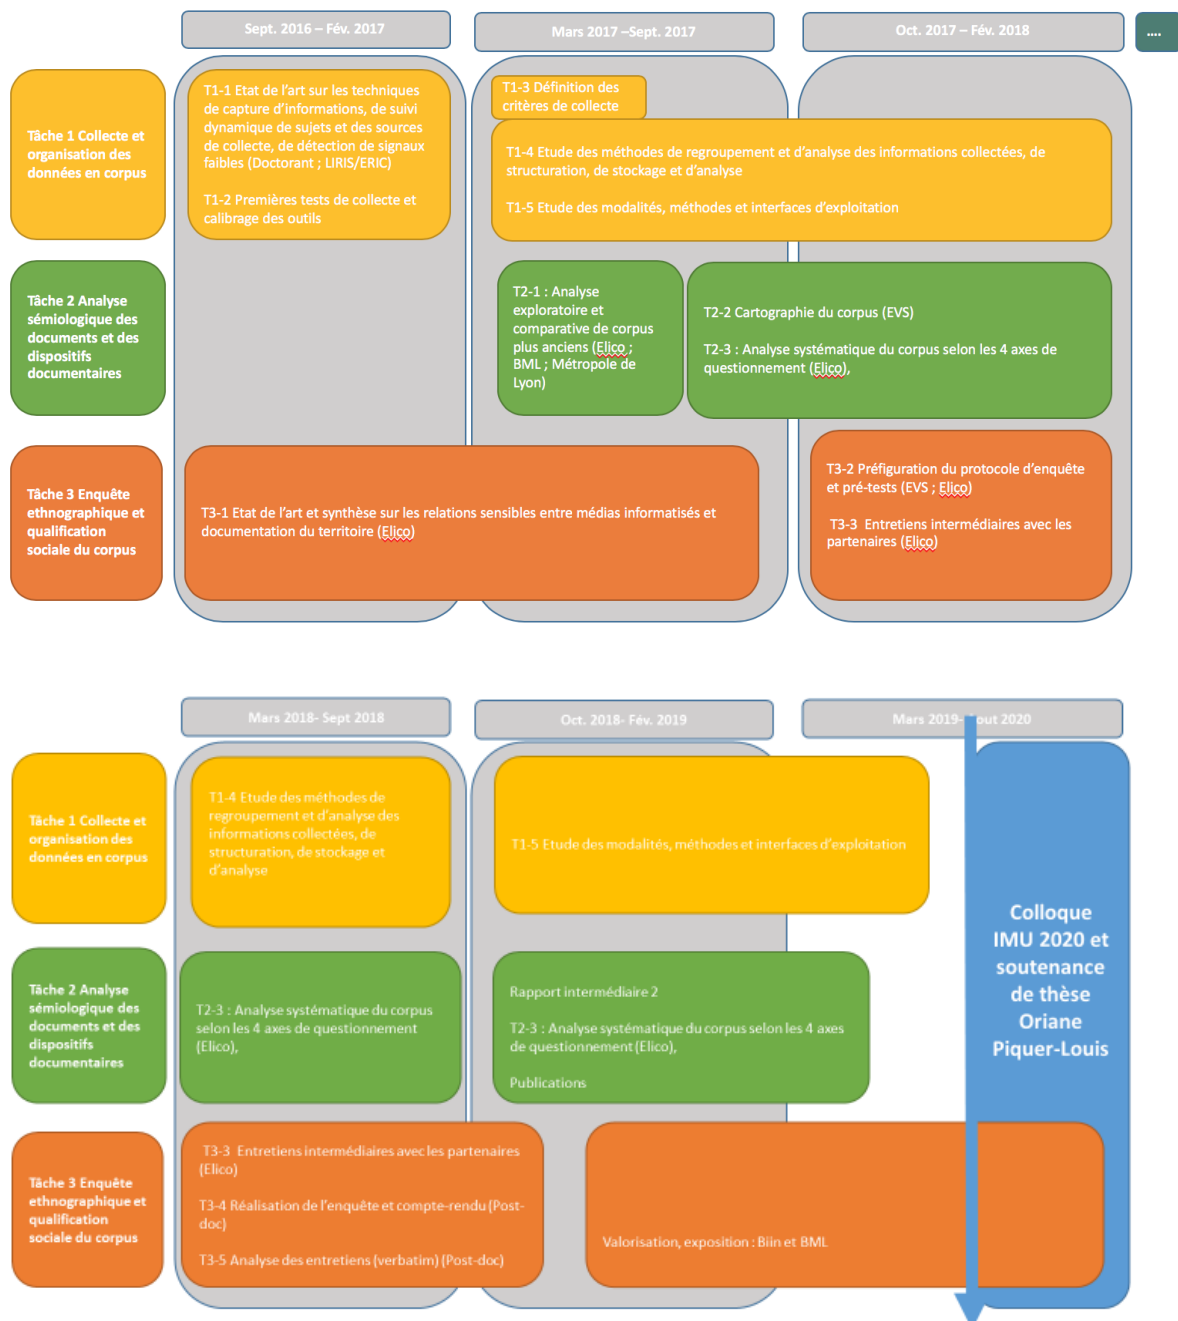 Sept. 2016 – Fév. 2017
Mars 2017 –Sept. 2017
Oct. 2017 – Fév. 2018
....
Tâche 1 Collecte et
organisation des
données en corpus
T1-1 Etat de l'art sur les techniques
de capture d'informations, de suivi
dynamique de sujets et des sources
de collecte, de détection de signaux
faibles (Doctorant ; LIRIS/ERIC)
T1-2 Premières tests de collecte et
calibrage des outils
T1-3 Définition des
critères de collecte
T1-4 Etude des méthodes de regroupement et d'analyse des informations collectées, de
structuration, de stockage et d'analyse
T1-5 Etude des modalités, méthodes et interfaces d'exploitation
Tâche 2 Analyse
sémiologique des
documents et des
dispositifs
documentaires
T2-1 : Analyse
exploratoire et
comparative de corpus
plus anciens (Elico ;
BML ; Métropole de
Lyon)
T2-2 Cartographie du corpus (EVS)
T2-3 : Analyse systématique du corpus selon les 4 axes de
questionnement (Elico),
Tâche 3 Enquête
ethnographique et
qualification
sociale du corpus
T3-1 Etat de l'art et synthèse sur les relations sensibles entre médias informatisés et
documentation du territoire (Elico)
T3-2 Préfiguration du protocole d'enquête
et pré-tests (EVS ; Elico)
T3-3 Entretiens intermédiaires avec les
partenaires (Elico)
Mars 2018- Sept 2018
Oct. 2018- Fév. 2019
Mars 2019- out 2020
Tâche 1 Collecte et
organisation des
données en corpus
T1-4 Etude des méthodes de
regroupement et d'analyse des
informations collectées, de
structuration, de stockage et
d'analyse
T1-5 Etude des modalités, méthodes et interfaces d'exploitation
Colloque
IMU 2020 et
soutenance
de thèse
Oriane
Piquer-Louis
Tâche 2 Analyse
sémiologique des
documents et des
dispositifs
documentaires
T2-3 : Analyse systématique du corpus
selon les 4 axes de questionnement
(Elico),
Rapport intermédiaire 2
T2-3 : Analyse systématique du corpus selon les 4 axes
de questionnement (Elico),
Publications
Tâche 3 Enquête
ethnographique et
qualification
sociale du corpus
T3-3 Entretiens intermédiaires avec les partenaires
(Elico)
T3-4 Réalisation de l'enquête et compte-rendu (Post-
doc)
T3-5 Analyse des entretiens (verbatim) (Post-doc)
Valorisation, exposition : Biin et BML